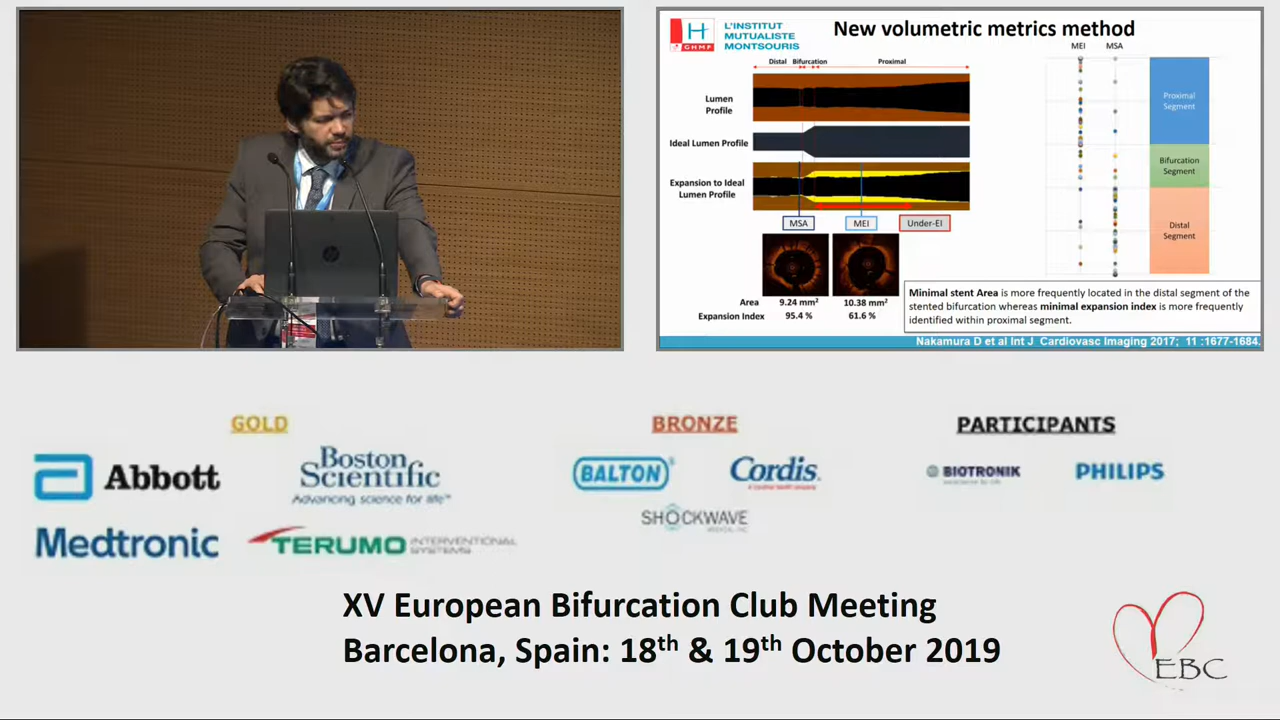 L'INSTITUT
MUTUALISTE
MONTSOURIS
H
GHMF
New volumetric metrics method
MEI MSA
Distal Bifurcation Proximal
Lumen
Profile
Ideal Lumen Profile
Expansion to Ideal
Lumen Profile
MSA MEI Under-EI
Area 9.24 mm² 10.38 mm²
Expansion Index 95.4 % 61.6 %
Proximal
Segment
Bifurcation
Segment
Distal
Segment
Minimal stent Area is more frequently located in the distal segment of the
stented bifurcation whereas minimal expansion index is more frequently
identified within proximal segment.
Nakamura D et al Int J Cardiovasc Imaging 2017; 11 :1677-1684.
hp
GOLD
BRONZE
PARTICIPANTS
Abbott
Boston
Scientific
Advancing science for life™
BALTON®
Cordis.
BIOTRONIK
PHILIPS
SHOCKWAVE
Medtronic
TERUMO INTERVENTIONAL
SYSTEMS
XV European Bifurcation Club Meeting
Barcelona, Spain: 18th & 19th October 2019
EBC